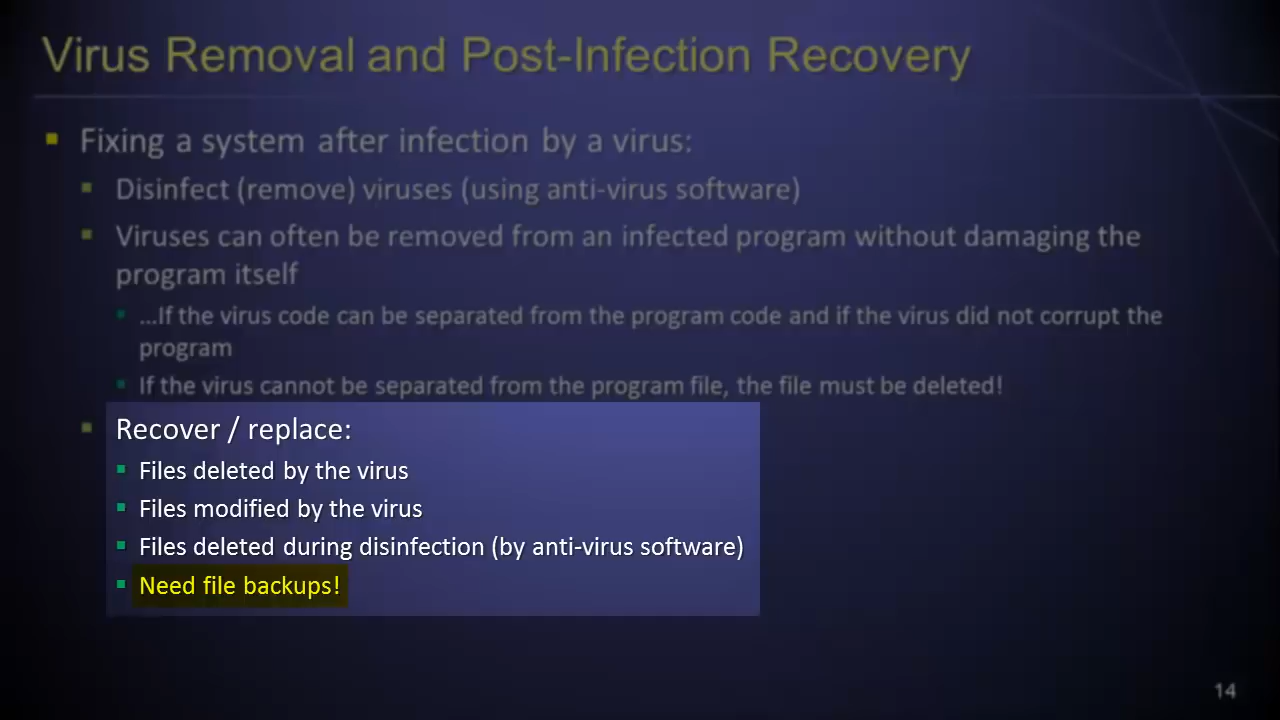 Virus Removal and Post-Infection Recovery
Fixing a system after infection by a virus:
Disinfect (remove) viruses (using anti-virus software)
Viruses can often be removed from an infected program without damaging the
program itself
...If the virus code can be separated from the program code and if the virus did not corrupt the
program
If the virus cannot be separated from the program file, the file must be deleted!
Recover / replace:
Files deleted by the virus
Files modified by the virus
Files deleted during disinfection (by anti-virus software)
Need file backups!
14